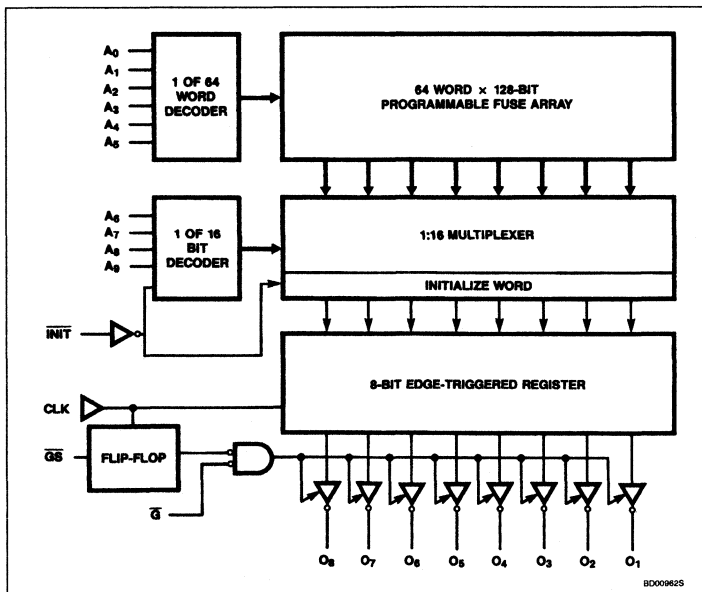 A0
A1
A2
A3
A4
A5
1 OF 64
WORD
DECODER
64 WORD × 128-BIT
PROGRAMMABLE FUSE ARRAY
A6
A7
A8
A9
1 OF 16
BIT
DECODER
1:16 MULTIPLEXER
INITIALIZE WORD
INIT
8-BIT EDGE-TRIGGERED REGISTER
CLK
GS
FLIP-FLOP
G
O8 O7 O6 O5 O4 O3 O2 O1
BD00962S